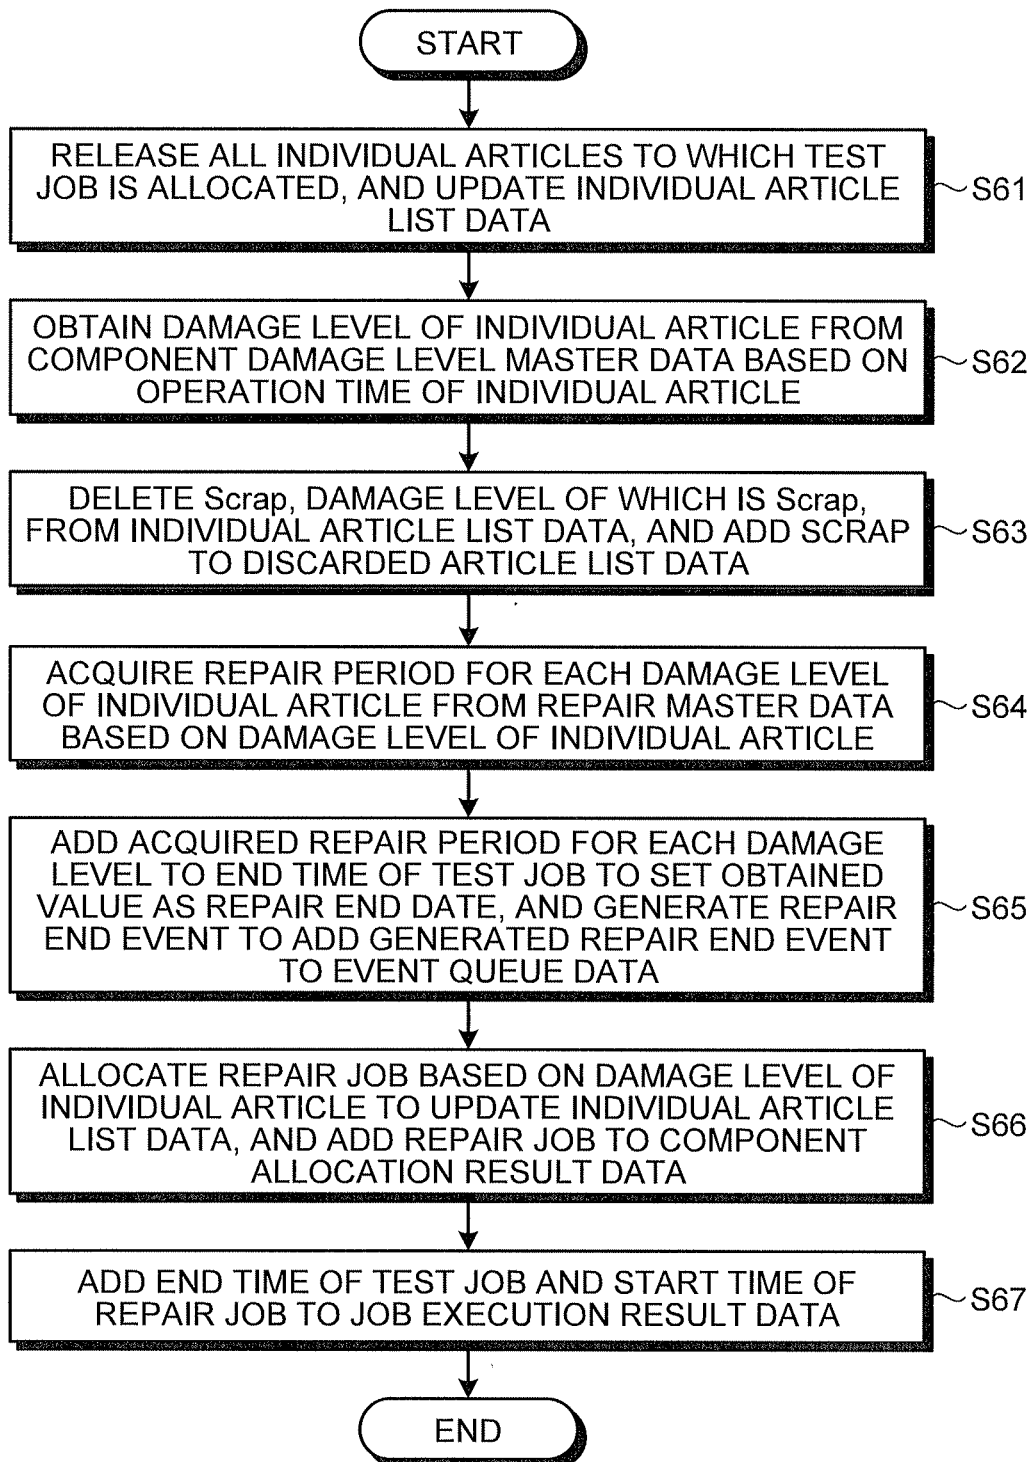 START
RELEASE ALL INDIVIDUAL ARTICLES TO WHICH TEST
JOB IS ALLOCATED, AND UPDATE INDIVIDUAL ARTICLE
LIST DATA
S61
OBTAIN DAMAGE LEVEL OF INDIVIDUAL ARTICLE FROM
COMPONENT DAMAGE LEVEL MASTER DATA BASED ON
OPERATION TIME OF INDIVIDUAL ARTICLE
S62
DELETE Scrap, DAMAGE LEVEL OF WHICH IS Scrap,
FROM INDIVIDUAL ARTICLE LIST DATA, AND ADD SCRAP
TO DISCARDED ARTICLE LIST DATA
S63
ACQUIRE REPAIR PERIOD FOR EACH DAMAGE LEVEL
OF INDIVIDUAL ARTICLE FROM REPAIR MASTER DATA
BASED ON DAMAGE LEVEL OF INDIVIDUAL ARTICLE
S64
ADD ACQUIRED REPAIR PERIOD FOR EACH DAMAGE
LEVEL TO END TIME OF TEST JOB TO SET OBTAINED
VALUE AS REPAIR END DATE, AND GENERATE REPAIR
END EVENT TO ADD GENERATED REPAIR END EVENT
TO EVENT QUEUE DATA
S65
ALLOCATE REPAIR JOB BASED ON DAMAGE LEVEL OF
INDIVIDUAL ARTICLE TO UPDATE INDIVIDUAL ARTICLE
LIST DATA, AND ADD REPAIR JOB TO COMPONENT
ALLOCATION RESULT DATA
S66
ADD END TIME OF TEST JOB AND START TIME OF
REPAIR JOB TO JOB EXECUTION RESULT DATA
S67
END